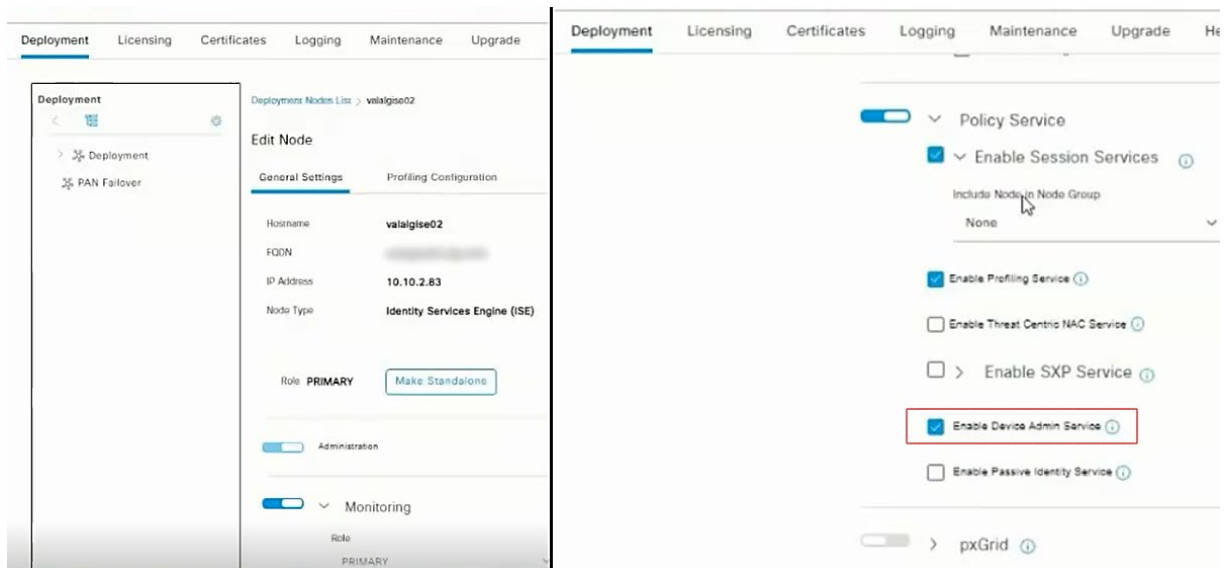 Deployment Licensing Certificates Logging Maintenance Upgrade
Deployment
Deployment
PAN Failover
Deployment Nodes List > valalgise02
Edit Node
General Settings Profiling Configuration
Hostname valalgise02
FQDN
IP Address 10.10.2.83
Node Type Identity Services Engine (ISE)
Role PRIMARY Make Standalone
Administration
Monitoring
Role
PRIMARY
Deployment Licensing Certificates Logging Maintenance Upgrade He
Policy Service
Enable Session Services
Include Node in Node Group
None
Enable Profiling Service
Enable Threat Centric NAC Service
Enable SXP Service
Enable Device Admin Service
Enable Passive Identity Service
pxGrid